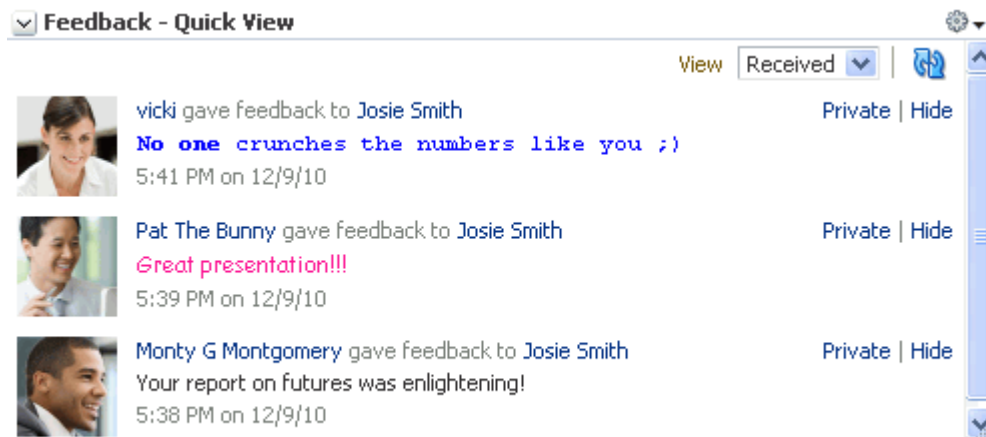 Feedback - Quick View
View Received
vicki gave feedback to Josie Smith Private | Hide
No one crunches the numbers like you ;)
5:41 PM on 12/9/10
Pat The Bunny gave feedback to Josie Smith Private | Hide
Great presentation!!!
5:39 PM on 12/9/10
Monty G Montgomery gave feedback to Josie Smith Private | Hide
Your report on futures was enlightening!
5:38 PM on 12/9/10